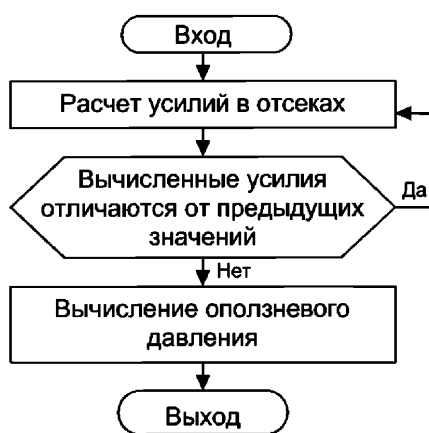 Вход
Расчет усилий в отсеках
Вычисленные усилия
отличаются от предыдущих
значений
Да
Нет
Вычисление оползневого
давления
Выход